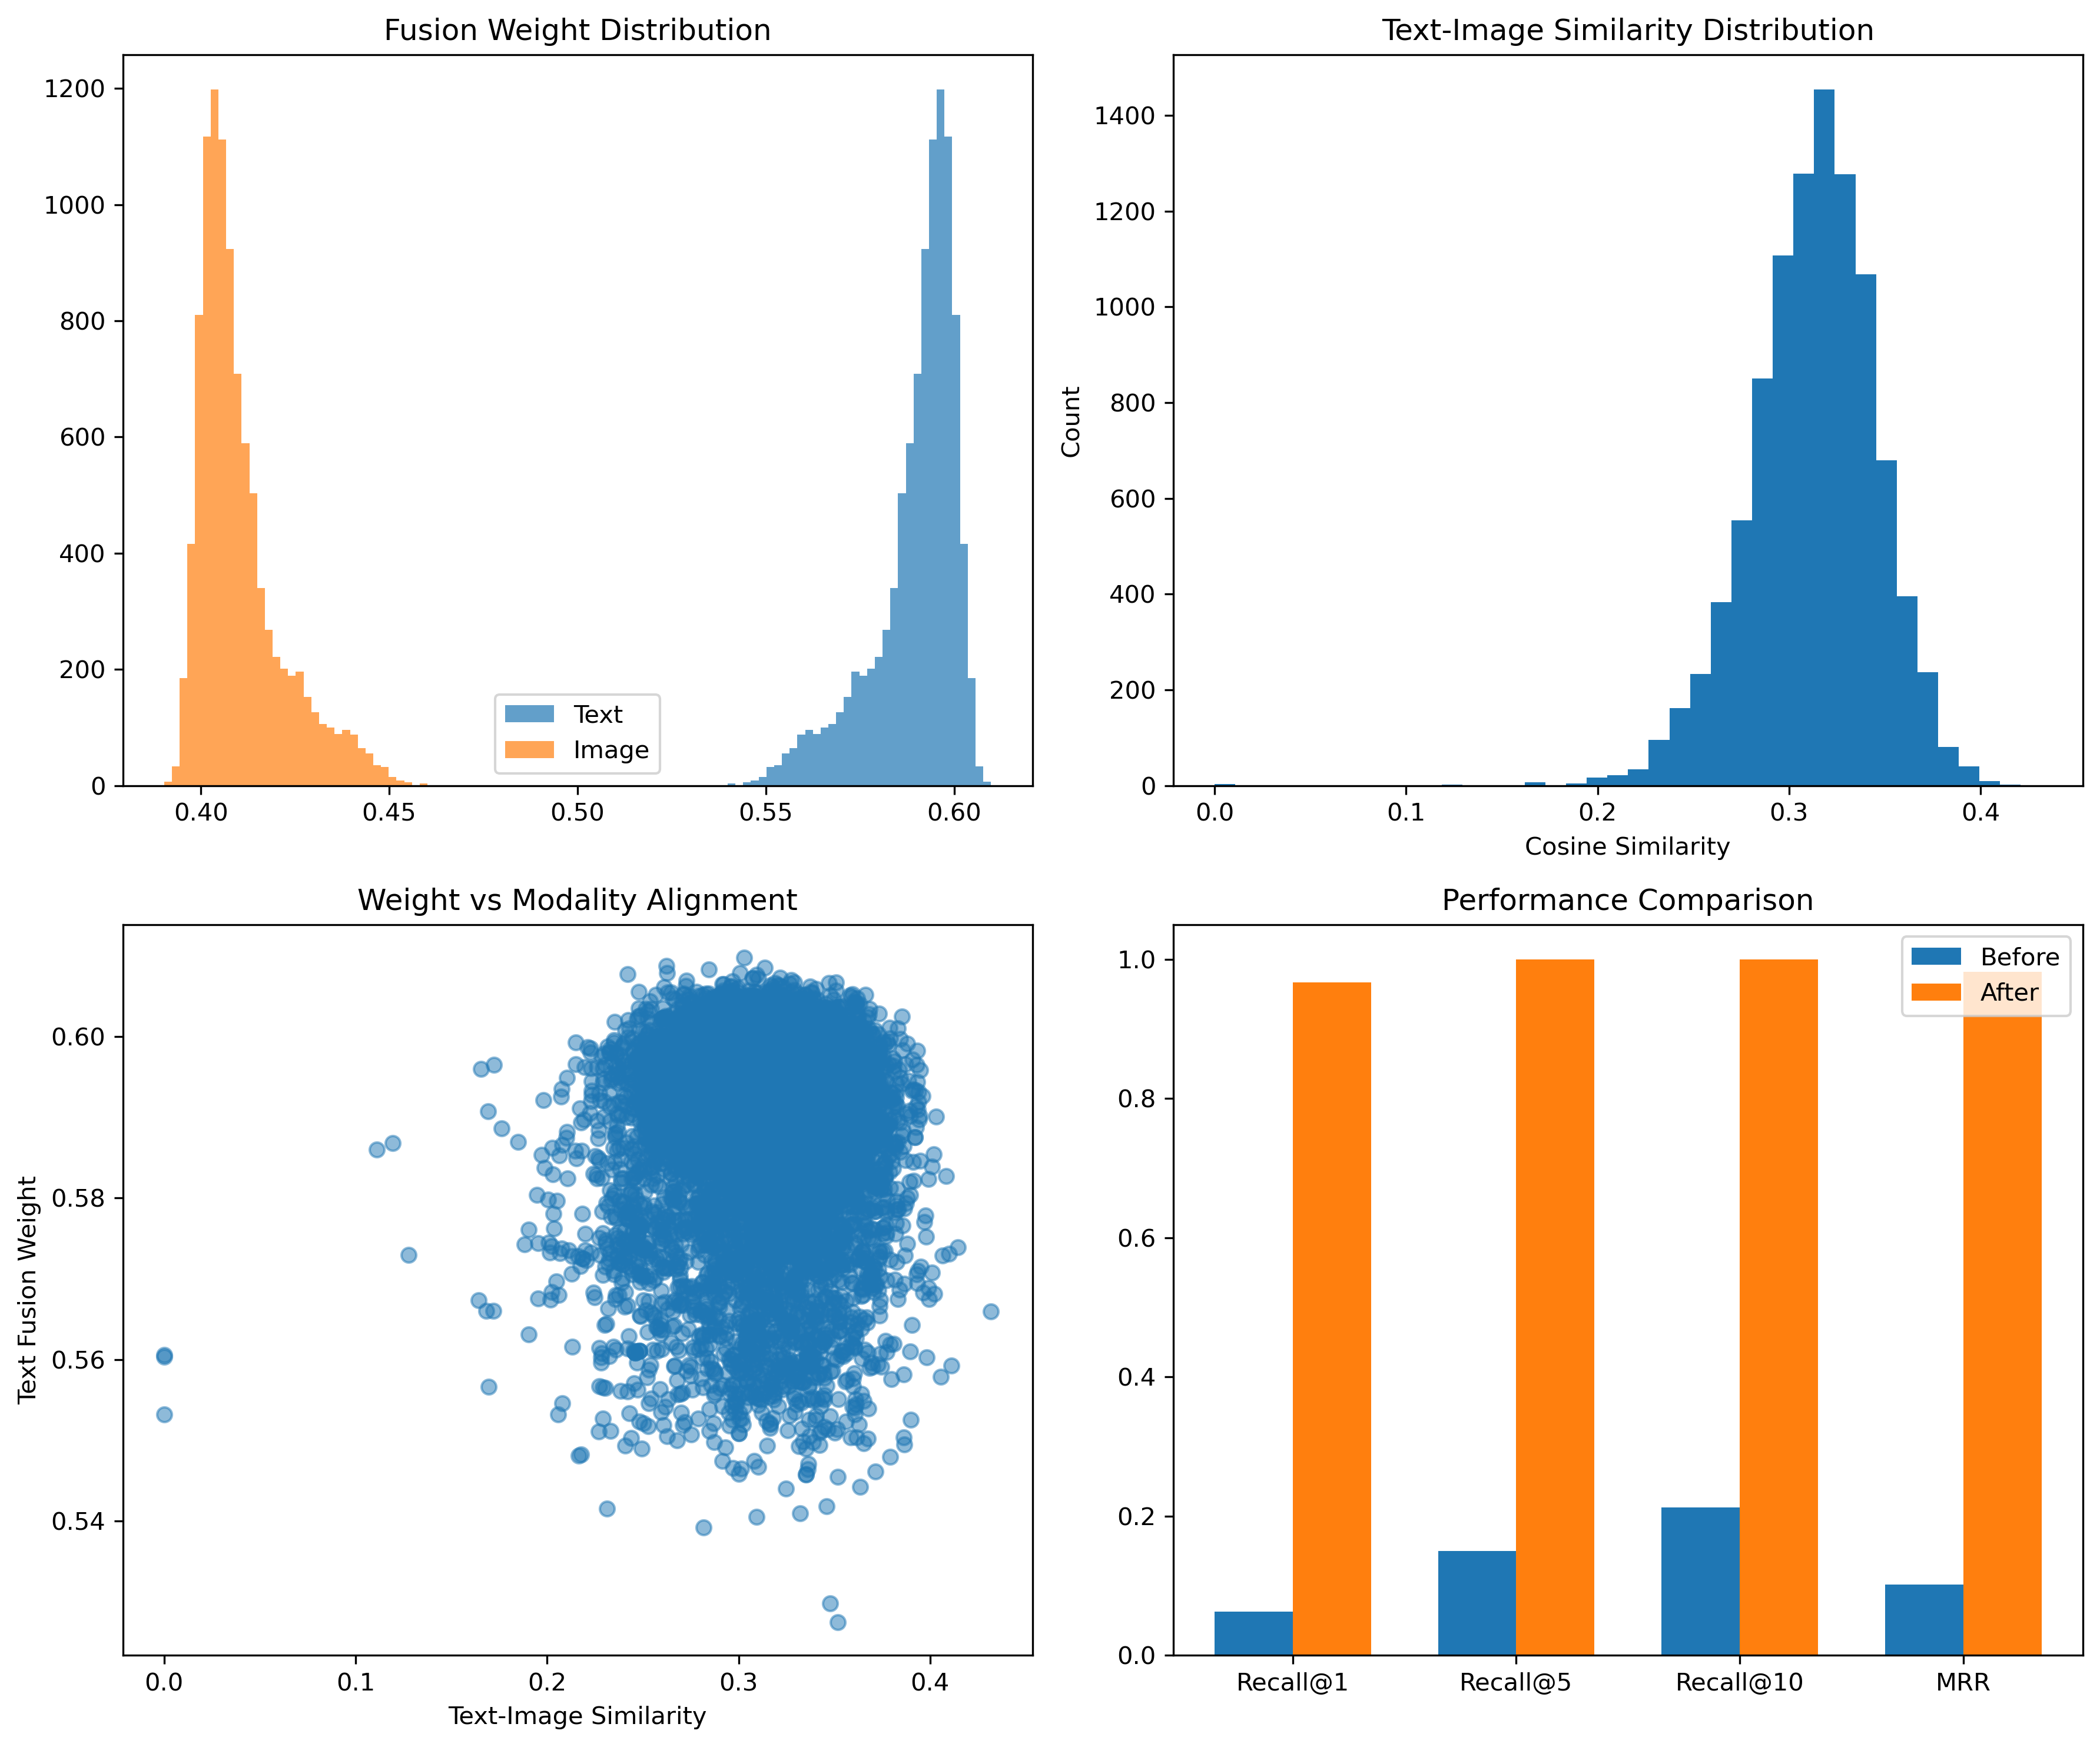 Fusion Weight Distribution
1200
1000
800
600
400
200
0
Text
Image
0.40 0.45 0.50 0.55 0.60
Text-Image Similarity Distribution
Count
1400
1200
1000
800
600
400
200
0
0.0 0.1 0.2 0.3 0.4
Cosine Similarity
Weight vs Modality Alignment
Text Fusion Weight
0.60
0.58
0.56
0.54
0.0 0.1 0.2 0.3 0.4
Text-Image Similarity
Performance Comparison
Before
After
1.0
0.8
0.6
0.4
0.2
0.0
Recall@1 Recall@5 Recall@10 MRR